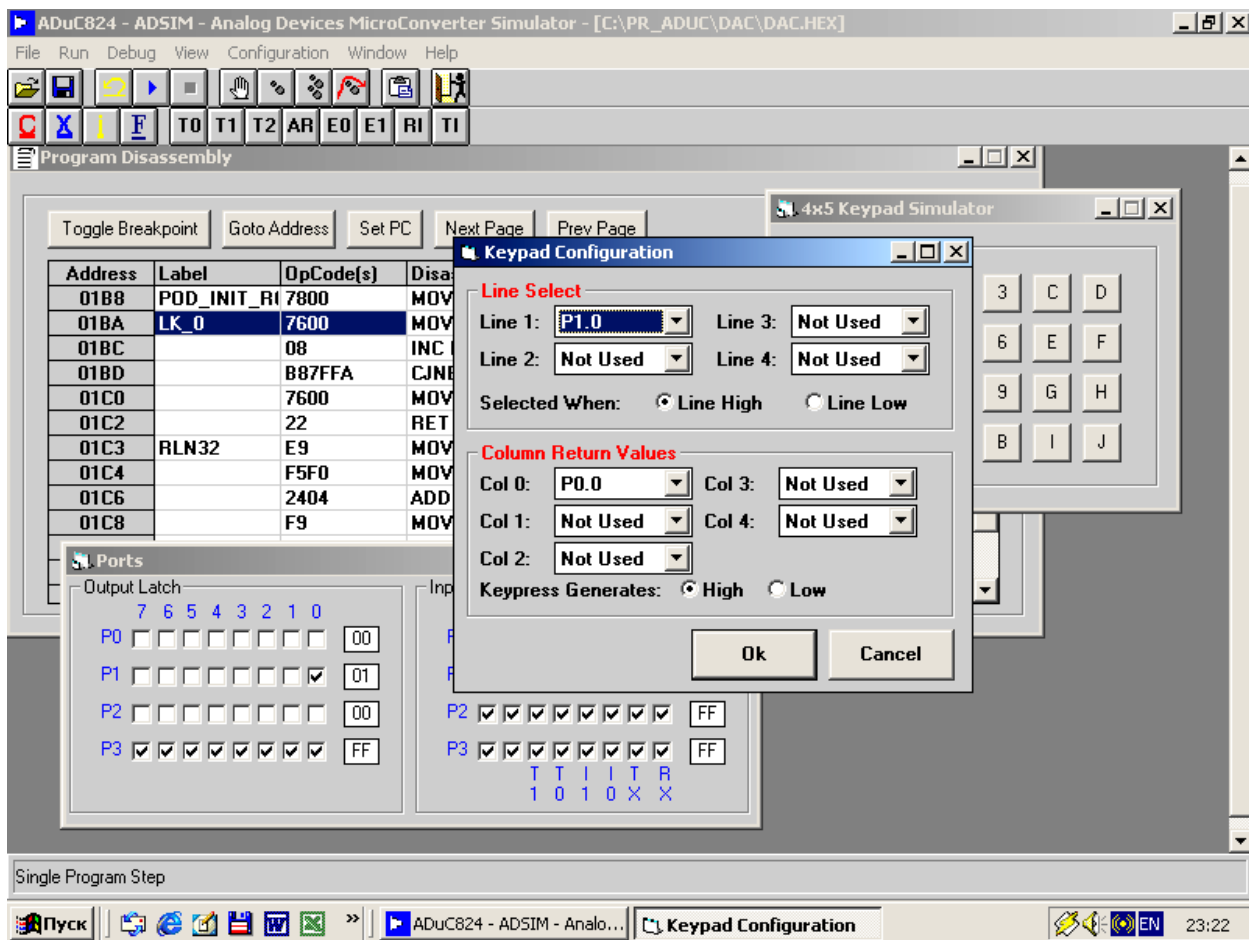 ADuC824 - ADSIM - Analog Devices MicroConverter Simulator - [C:\PR_ADUC\DAC\DAC.HEX]
File Run Debug View Configuration Window Help
C X i F T0 T1 T2 AR E0 E1 RI TI
Program Disassembly
4x5 Keypad Simulator
Toggle Breakpoint Goto Address Set PC Next Page Prev Page
Keypad Configuration
Address Label OpCode(s) Disa
01B8 POD_INIT_R 7800 MOV
01BA LK_0 7600 MOV
01BC 08 INC
01BD B87FFA CJNE
01C0 7600 MOV
01C2 22 RET
01C3 RLN32 E9 MOV
01C4 F5F0 MOV
01C6 2404 ADD
01C8 F9 MOV
Line Select
Line 1: P1.0 Line 3: Not Used
Line 2: Not Used Line 4: Not Used
Selected When: Line High Line Low
Column Return Values
Col 0: P0.0 Col 3: Not Used
Col 1: Not Used Col 4: Not Used
Col 2: Not Used
Keypress Generates: High Low
Ok Cancel
3 C D
6 E F
9 G H
B I J
Ports
Output Latch Inp
7 6 5 4 3 2 1 0
P0 00
P1 01
P2 00 P2 FF
P3 FF P3 FF
T T I I T R
1 0 1 0 X X
Single Program Step
Пуск » ADuC824 - ADSIM - Analo... Keypad Configuration EN 23:22